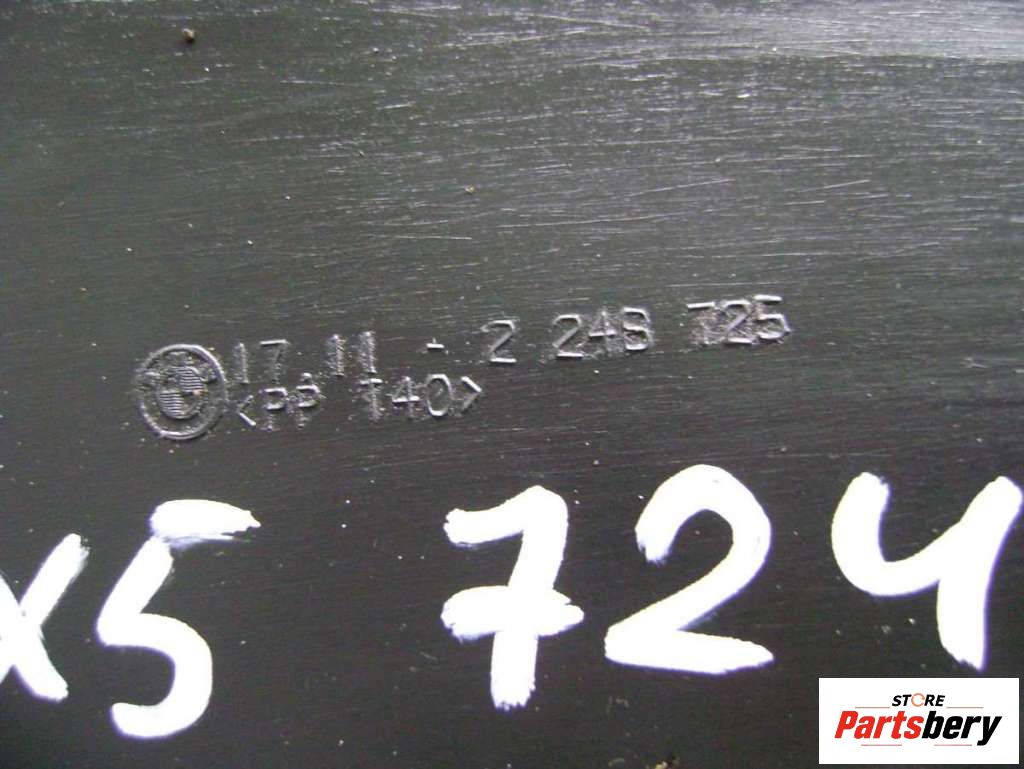 17 11 - 2 248 725
<PP T40>
X5 724
STORE
Partsbery